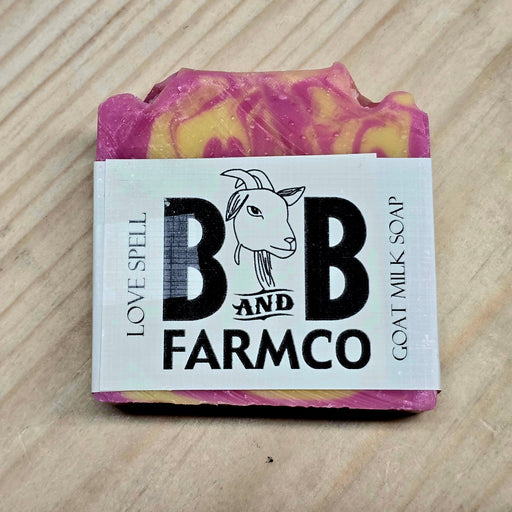 LOVE SPELL
B AND B
FARMCO
GOAT MILK SOAP